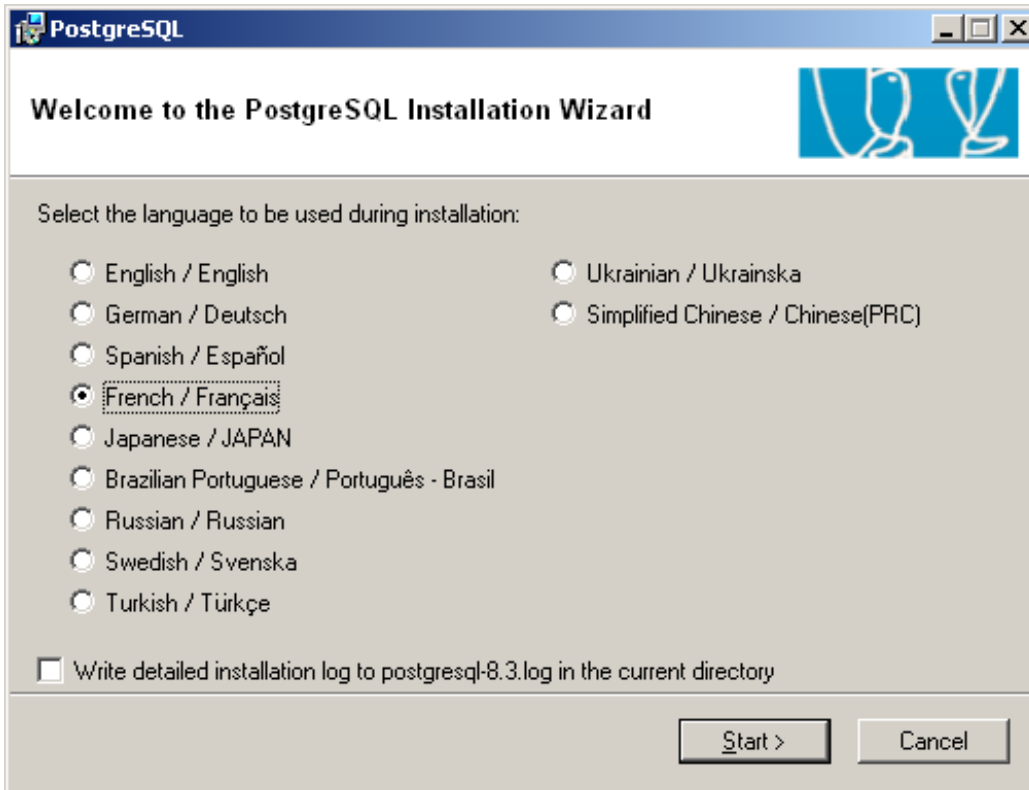 PostgreSQL
Welcome to the PostgreSQL Installation Wizard
Select the language to be used during installation:
English / English
German / Deutsch
Spanish / Español
French / Français
Japanese / JAPAN
Brazilian Portuguese / Português - Brasil
Russian / Russian
Swedish / Svenska
Turkish / Türkçe
Ukrainian / Ukrainska
Simplified Chinese / Chinese(PRC)
Write detailed installation log to postgresql-8.3.log in the current directory
Start >
Cancel